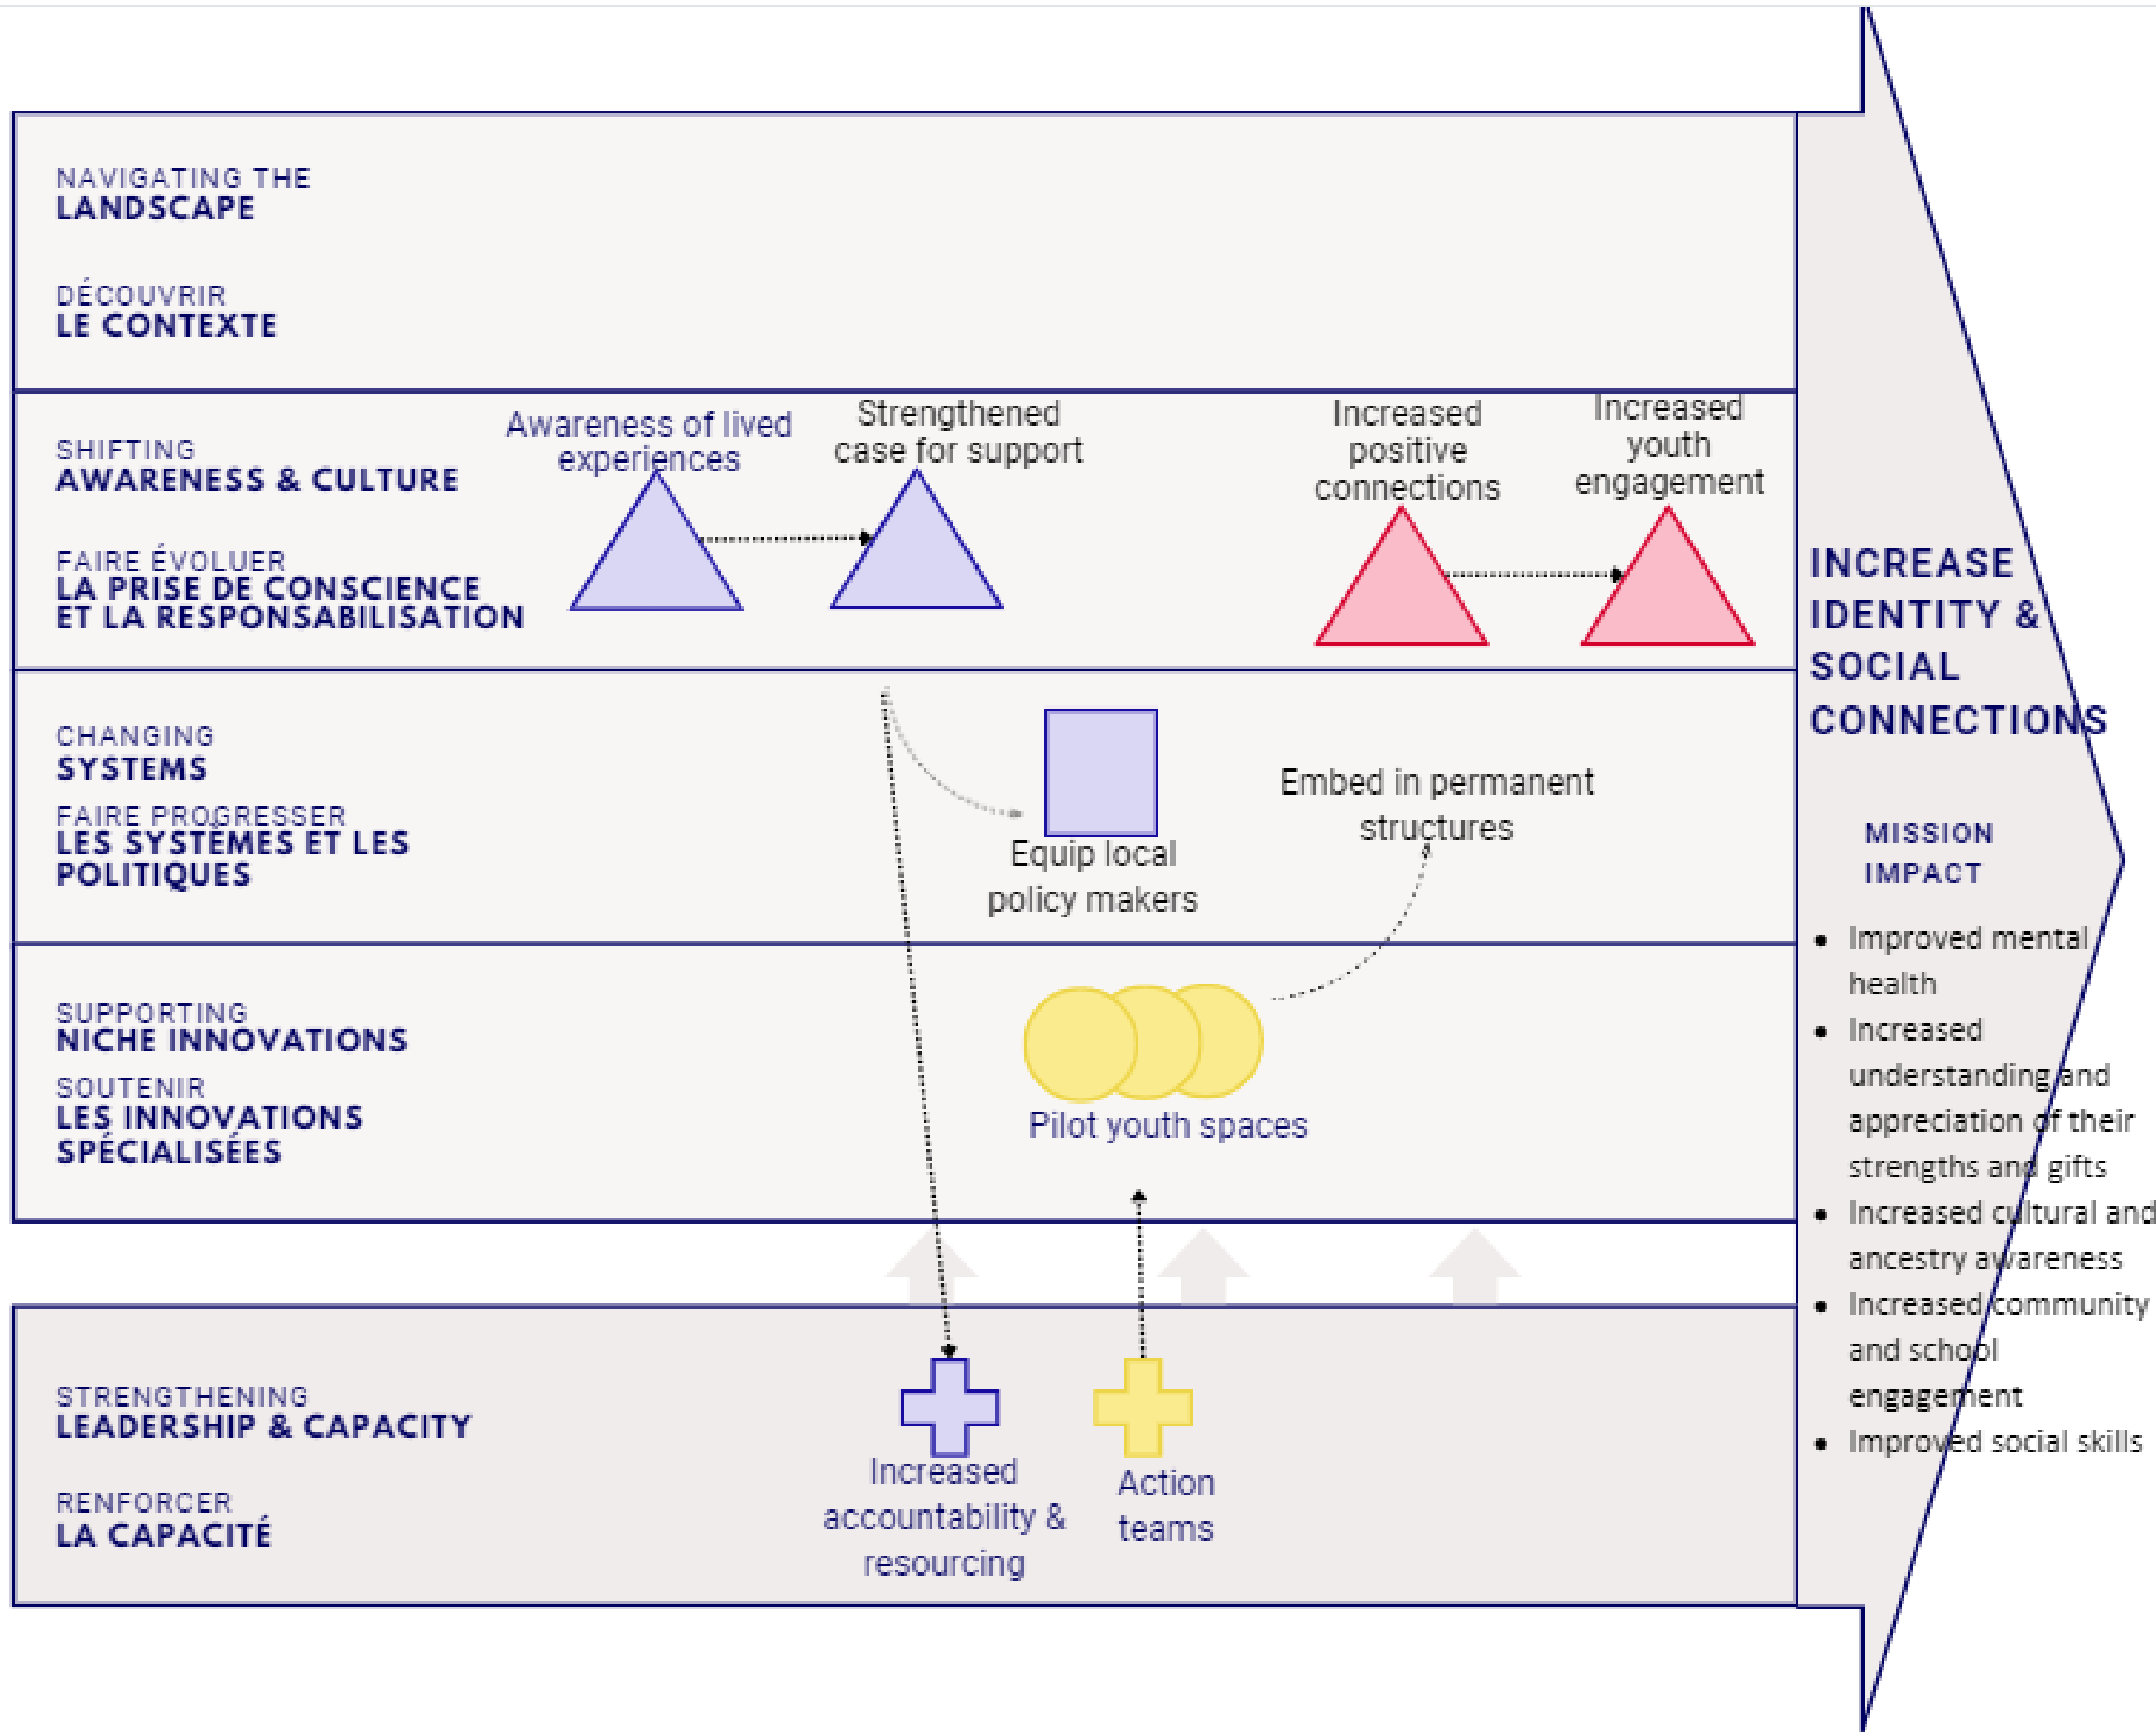 NAVIGATING THE
LANDSCAPE
DÉCOUVRIR
LE CONTEXTE
SHIFTING
AWARENESS & CULTURE
FAIRE ÉVOLUER
LA PRISE DE CONSCIENCE
ET LA RESPONSABILISATION
Awareness of lived
experiences
Strengthened
case for support
Increased
positive
connections
Increased
youth
engagement
CHANGING
SYSTEMS
FAIRE PROGRESSER
LES SYSTÈMES ET LES
POLITIQUES
Equip local
policy makers
Embed in permanent
structures
SUPPORTING
NICHE INNOVATIONS
SOUTENIR
LES INNOVATIONS
SPÉCIALISÉES
Pilot youth spaces
STRENGTHENING
LEADERSHIP & CAPACITY
RENFORCER
LA CAPACITÉ
Increased
accountability &
resourcing
Action
teams
INCREASE
IDENTITY &
SOCIAL
CONNECTIONS
MISSION
IMPACT
• Improved mental
health
• Increased
understanding and
appreciation of their
strengths and gifts
• Increased cultural and
ancestry awareness
• Increased community
and school
engagement
• Improved social skills